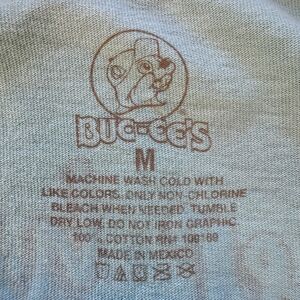 BUC-EE'S
M
MACHINE WASH COLD WITH
LIKE COLORS. ONLY NON-CHLORINE
BLEACH WHEN NEEDED. TUMBLE
DRY LOW. DO NOT IRON GRAPHIC
100% COTTON RN# 109169
MADE IN MEXICO